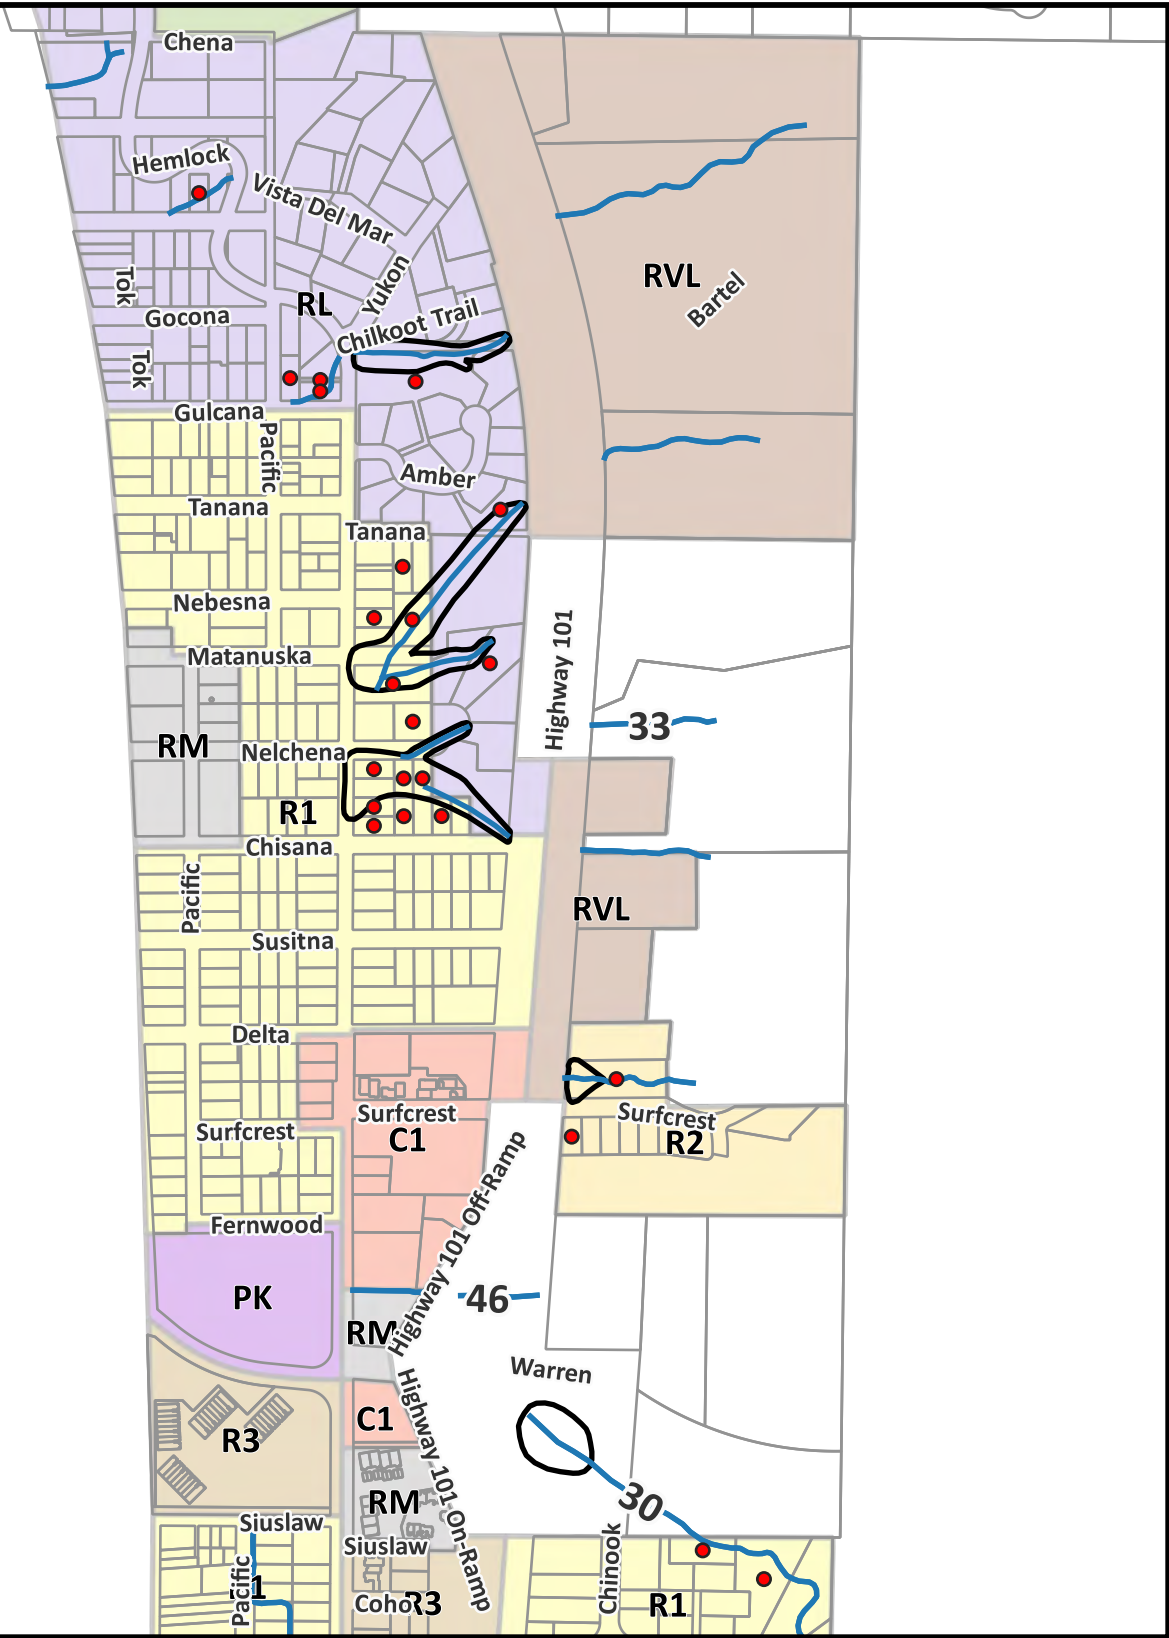 Chena
Hemlock
Vista Del Mar
Tok
RL
Yukon
RVL
Bartel
Gocona
Chilkoot Trail
Tok
Gulcana
Pacific
Amber
Tanana
Tanana
Nebesna
Matanuska
Highway 101
33
RM
Nelchena
R1
Chisana
Pacific
RVL
Susitna
Delta
Surfcrest
Surfcrest
Surfcrest
C1
R2
Highway 101 Off-Ramp
Fernwood
PK
46
RM
Warren
Highway 101 On-Ramp
C1
R3
RM
30
Siuslaw
Siuslaw
Chinook
Pacific
Coho
R3
R1